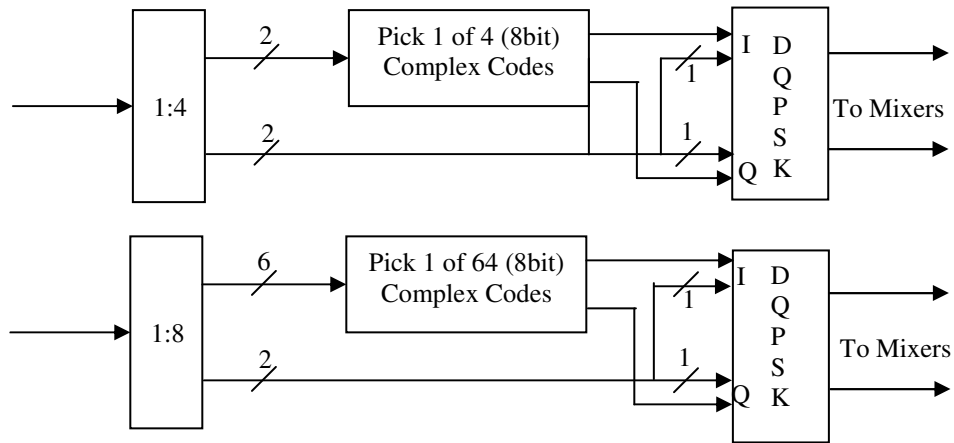 2
Pick 1 of 4 (8bit)
Complex Codes
I
D
Q
P
S
K
1
1:4
To Mixers
2
1
Q
6
Pick 1 of 64 (8bit)
Complex Codes
I
D
Q
P
S
K
1
1:8
To Mixers
2
1
Q